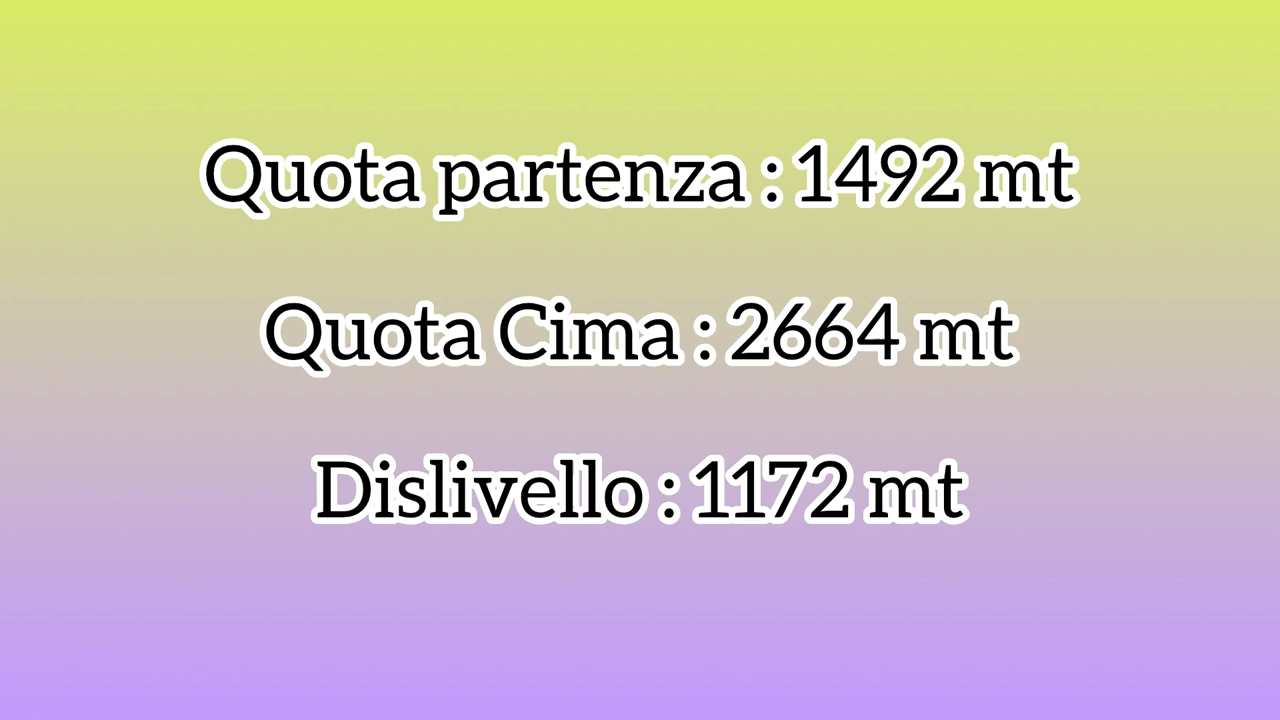 Quota partenza : 1492 mt
Quota Cima : 2664 mt
Dislivello : 1172 mt